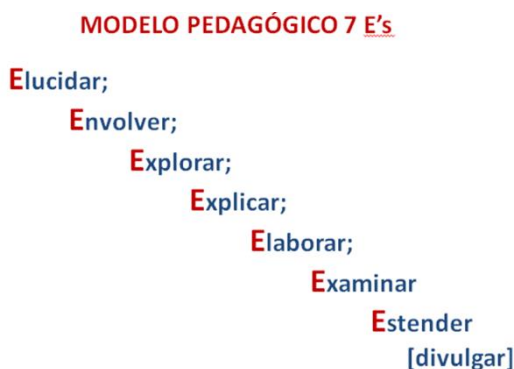 MODELO PEDAGÓGICO 7 E's
Elucidar;
Envolver;
Explorar;
Explicar;
Elaborar;
Examinar
Estender
[divulgar]